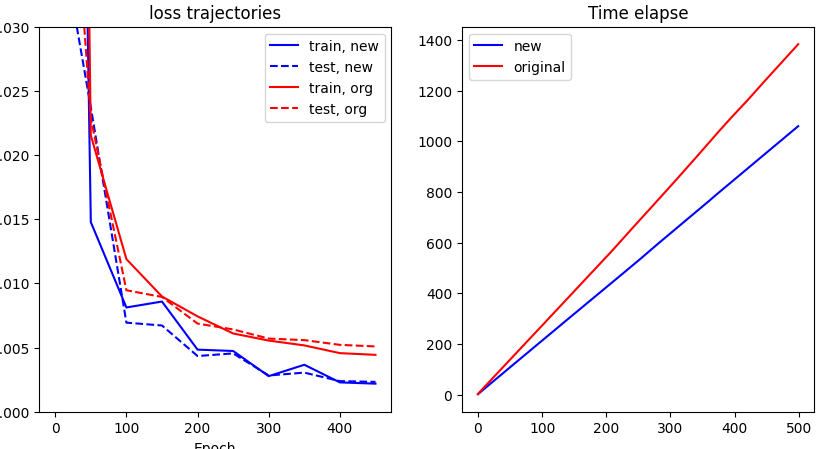 loss trajectories
.030
.025
.020
.015
.010
.005
.000
0 100 200 300 400
Epoch
train, new
test, new
train, org
test, org
Time elapse
new
original
1400
1200
1000
800
600
400
200
0
0 100 200 300 400 500